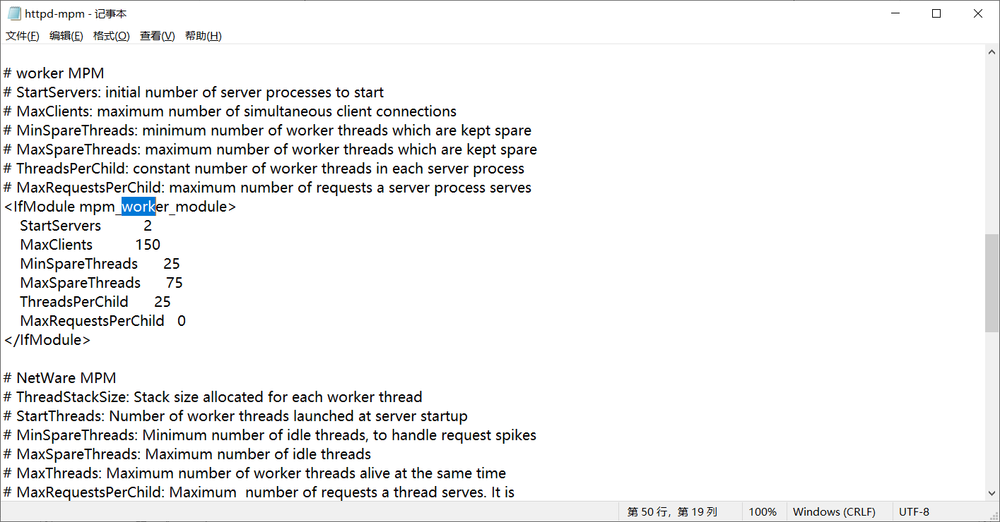 httpd-mpm - 记事本
文件(F) 编辑(E) 格式(O) 查看(V) 帮助(H)
# worker MPM
# StartServers: initial number of server processes to start
# MaxClients: maximum number of simultaneous client connections
# MinSpareThreads: minimum number of worker threads which are kept spare
# MaxSpareThreads: maximum number of worker threads which are kept spare
# ThreadsPerChild: constant number of worker threads in each server process
# MaxRequestsPerChild: maximum number of requests a server process serves
<IfModule mpm_worker_module>
    StartServers          2
    MaxClients          150
    MinSpareThreads      25
    MaxSpareThreads      75
    ThreadsPerChild      25
    MaxRequestsPerChild   0
</IfModule>
# NetWare MPM
# ThreadStackSize: Stack size allocated for each worker thread
# StartThreads: Number of worker threads launched at server startup
# MinSpareThreads: Minimum number of idle threads, to handle request spikes
# MaxSpareThreads: Maximum number of idle threads
# MaxThreads: Maximum number of worker threads alive at the same time
# MaxRequestsPerChild: Maximum  number of requests a thread serves. It is
第 50 行，第 19 列 100% Windows (CRLF) UTF-8